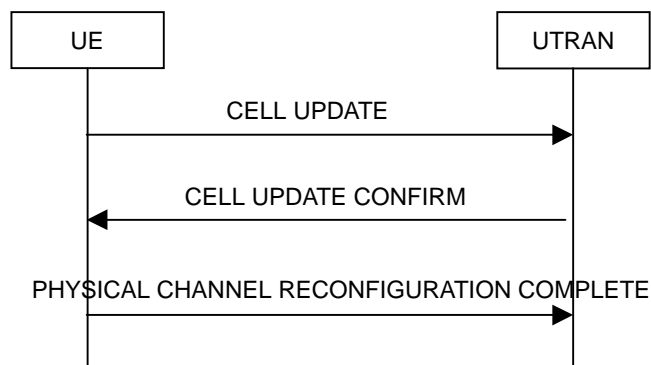 UE
UTRAN
CELL UPDATE
CELL UPDATE CONFIRM
PHYSICAL CHANNEL RECONFIGURATION COMPLETE